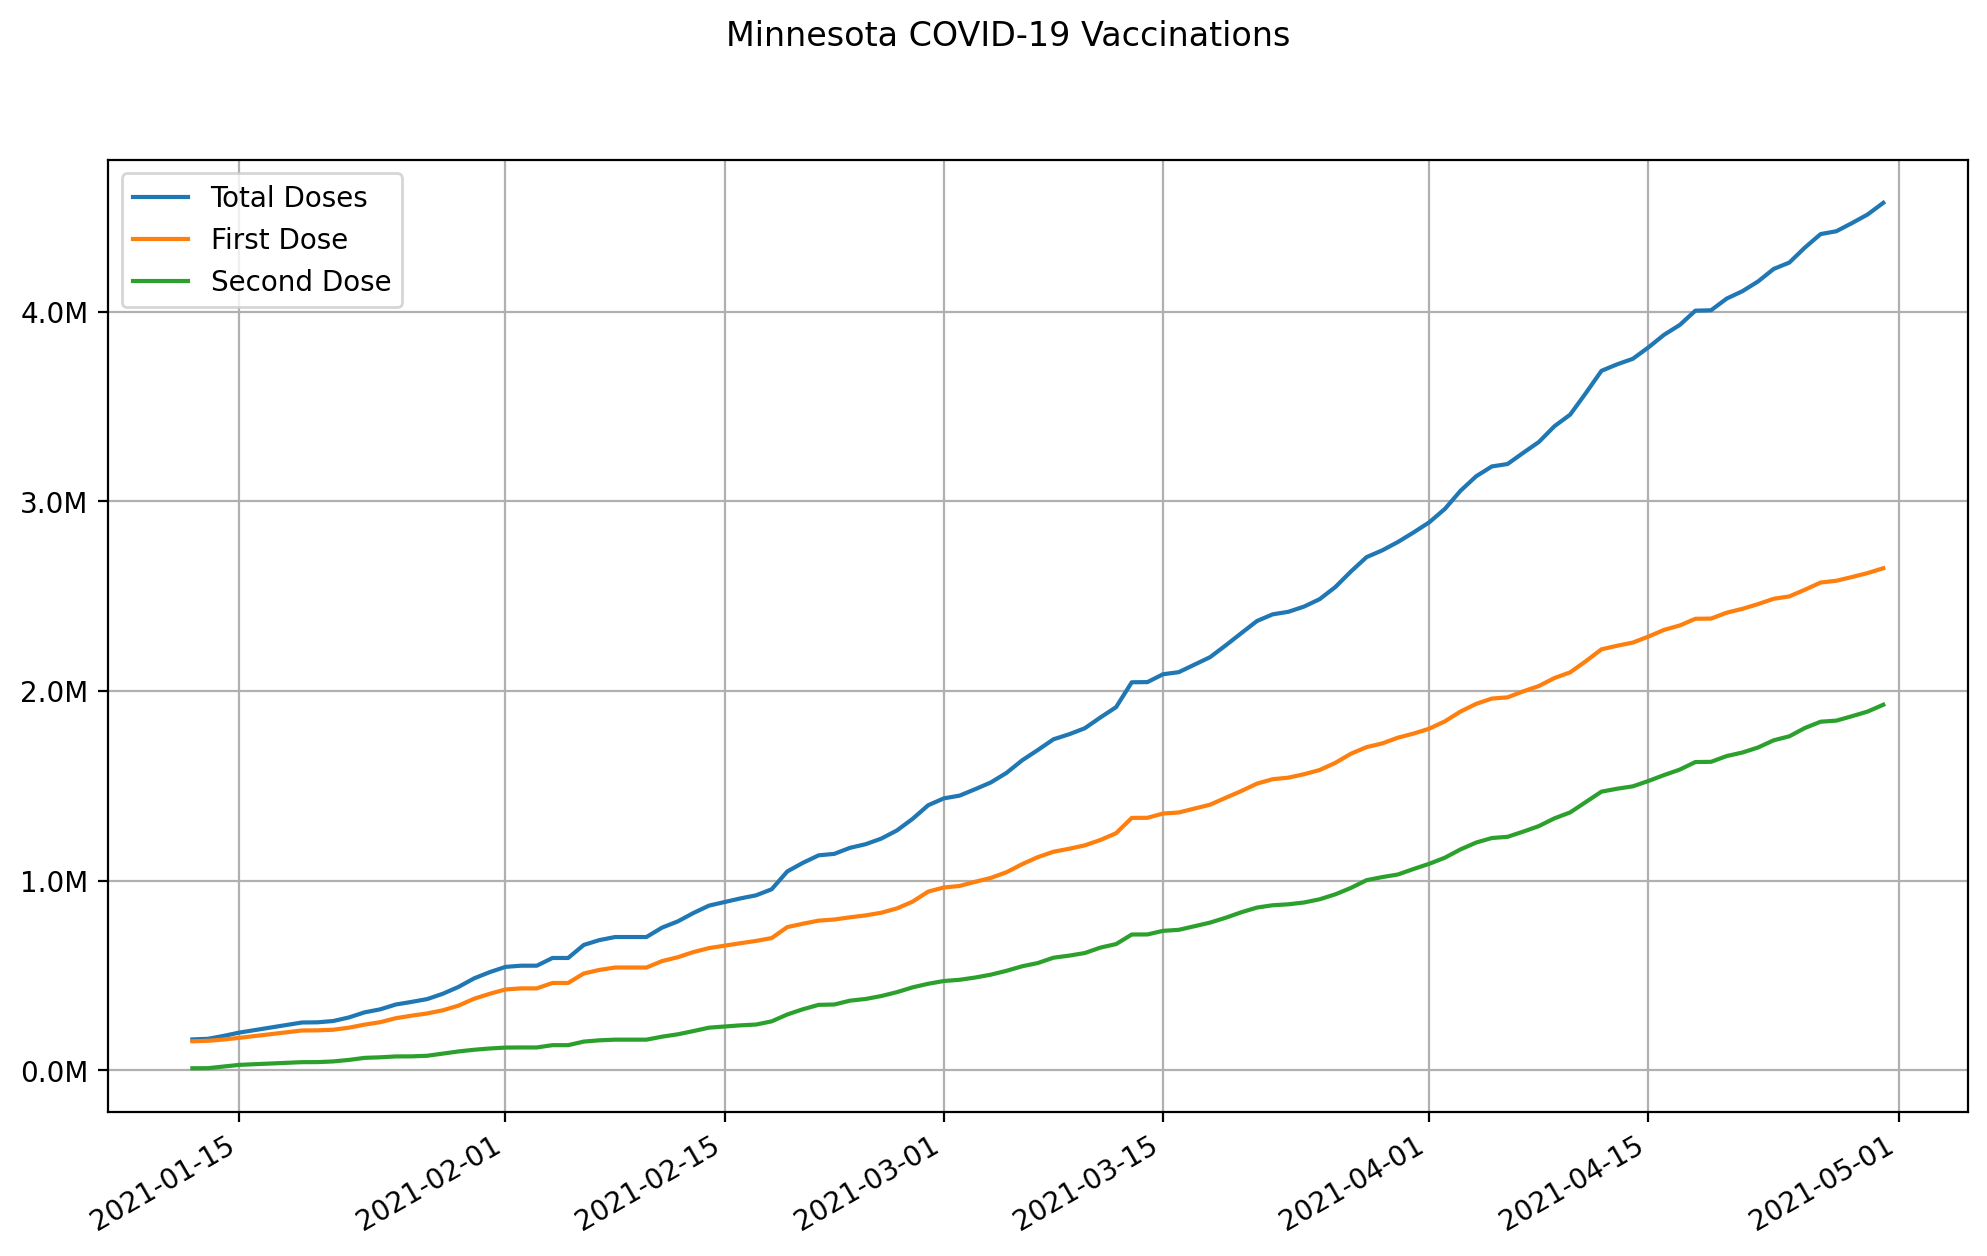 Minnesota COVID-19 Vaccinations
Total Doses
First Dose
Second Dose
4.0M
3.0M
2.0M
1.0M
0.0M
2021-01-15
2021-02-01
2021-02-15
2021-03-01
2021-03-15
2021-04-01
2021-04-15
2021-05-01